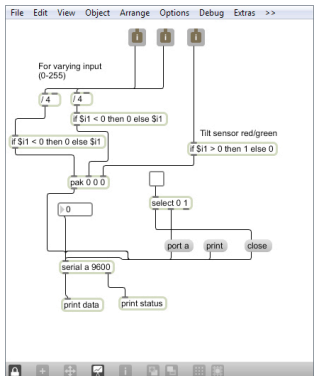 File Edit View Object Arrange Options Debug Extras >>
i i i
For varying input
(0-255)
/ 4 / 4
if $i1 < 0 then 0 else $i1
Tilt sensor red/green
if $i1 < 0 then 0 else $i1
if $i1 > 0 then 1 else 0
pak 0 0 0
select 0 1
0
port a print close
serial a 9600
print data print status
i